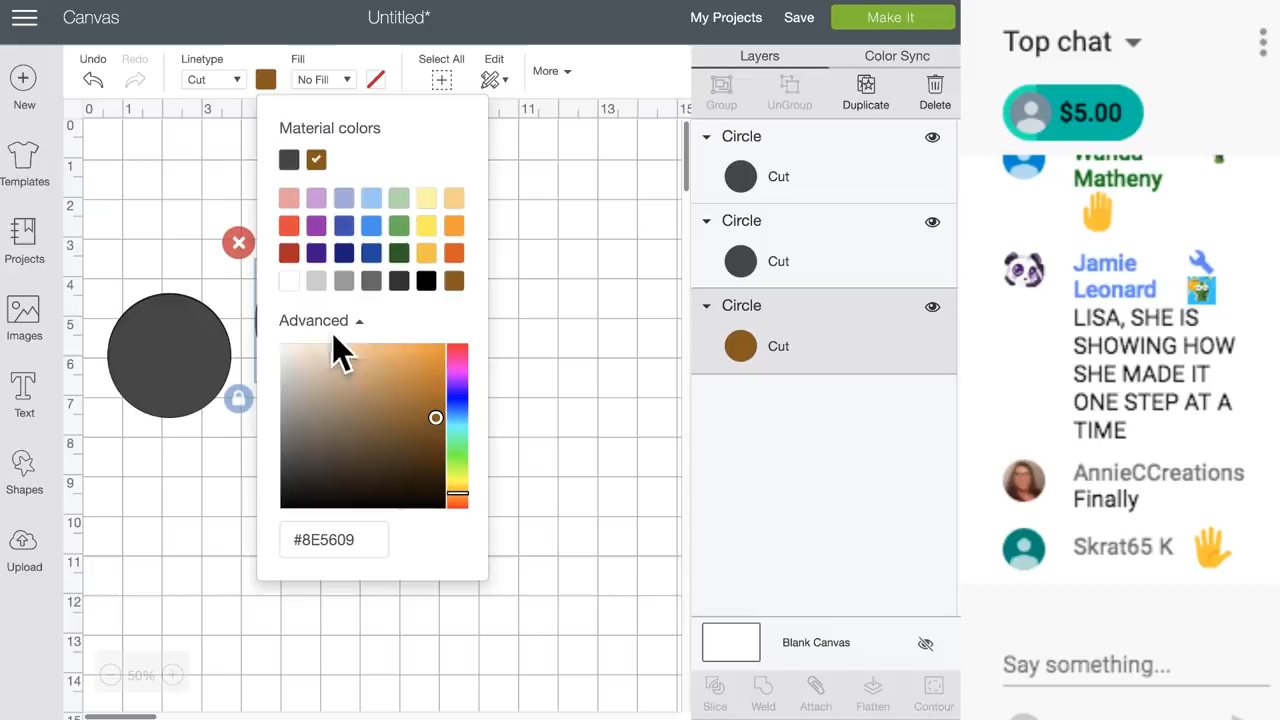 Canvas
Untitled*
My Projects
Save
Make It
Undo
Redo
Linetype
Cut
Fill
No Fill
Select All
Edit
More
Layers
Color Sync
Group
UnGroup
Duplicate
Delete
New
Templates
Projects
Images
Text
Shapes
Upload
0 1 3 11 13 15
0
1
2
3
4
5
6
7
8
9
10
11
12
13
14
Material colors
Advanced
#8E5609
50%
Circle
Cut
Circle
Cut
Circle
Cut
Blank Canvas
Slice
Weld
Attach
Flatten
Contour
Top chat
$5.00
Wanda
Matheny
Jamie
Leonard
LISA, SHE IS
SHOWING HOW
SHE MADE IT
ONE STEP AT A
TIME
AnnieCCreations
Finally
Skrat65 K
Say something...